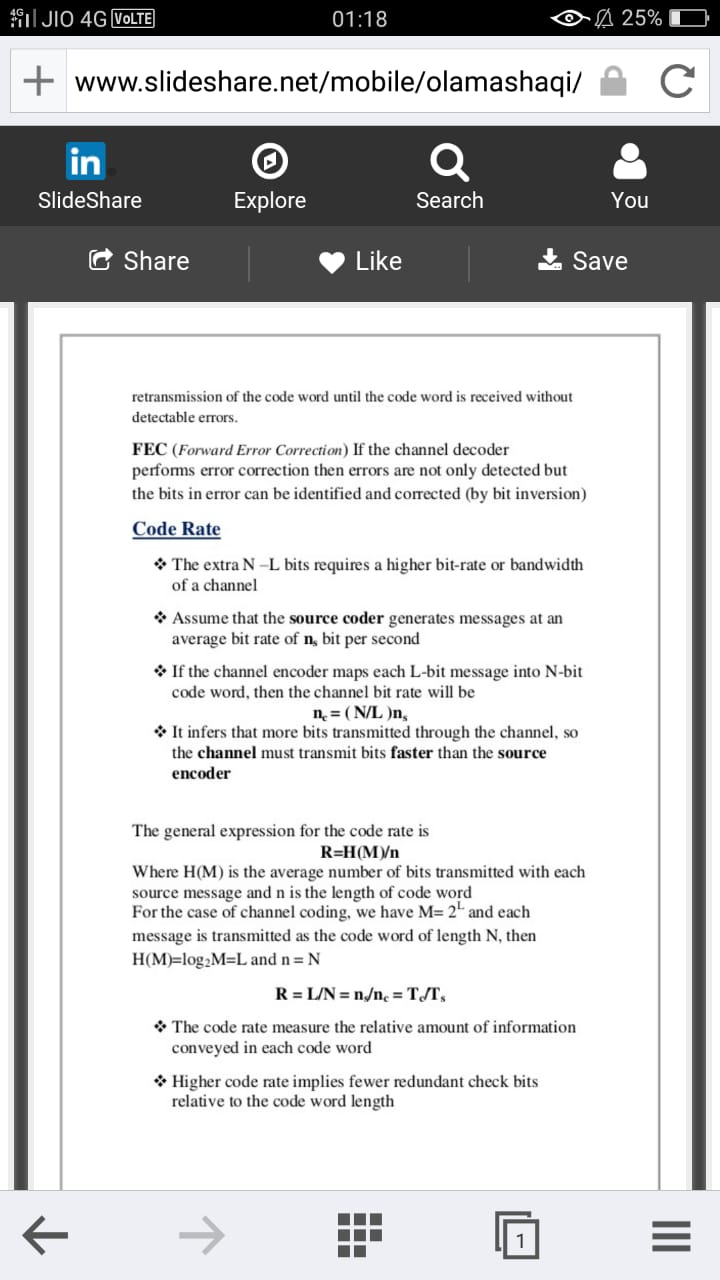 4G JIO 4G VoLTE 01:18 25%
www.slideshare.net/mobile/olamashaqi/
in
SlideShare Explore Search You
Share Like Save
retransmission of the code word until the code word is received without
detectable errors.
FEC (Forward Error Correction) If the channel decoder
performs error correction then errors are not only detected but
the bits in error can be identified and corrected (by bit inversion)
Code Rate
❖ The extra N –L bits requires a higher bit-rate or bandwidth
of a channel
❖ Assume that the source coder generates messages at an
average bit rate of nₛ bit per second
❖ If the channel encoder maps each L-bit message into N-bit
code word, then the channel bit rate will be
n_c = ( N/L )nₛ
❖ It infers that more bits transmitted through the channel, so
the channel must transmit bits faster than the source
encoder
The general expression for the code rate is
R=H(M)/n
Where H(M) is the average number of bits transmitted with each
source message and n is the length of code word
For the case of channel coding, we have M= 2ᴸ and each
message is transmitted as the code word of length N, then
H(M)=log₂M=L and n = N
R = L/N = nₛ/n_c = T_c/Tₛ
❖ The code rate measure the relative amount of information
conveyed in each code word
❖ Higher code rate implies fewer redundant check bits
relative to the code word length
1